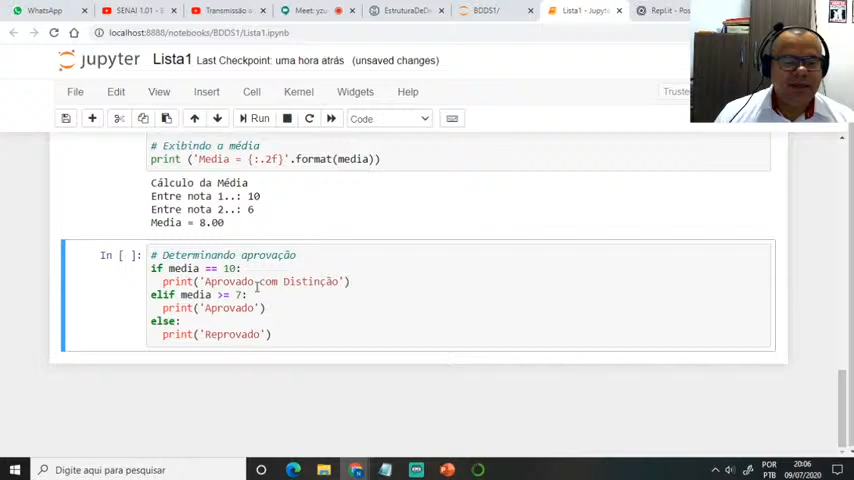 WhatsApp
SENAI 1.01 -
Transmissão
Meet: yzu
EstruturaDeD
BDDS1/
Lista1 - Jupyte
Repl.it - Pos
localhost:8888/notebooks/BDDS1/Lista1.ipynb
jupyter Lista1 Last Checkpoint: uma hora atrás (unsaved changes)
File Edit View Insert Cell Kernel Widgets Help
Truste
Run Code
# Exibindo a média
print ('Media = {:.2f}'.format(media))
Cálculo da Média
Entre nota 1..: 10
Entre nota 2..: 6
Media = 8.00
In [ ]:
# Determinando aprovação
if media == 10:
print('Aprovado com Distinção')
elif media >= 7:
print('Aprovado')
else:
print('Reprovado')
Digite aqui para pesquisar
POR
PTB
20:06
09/07/2020